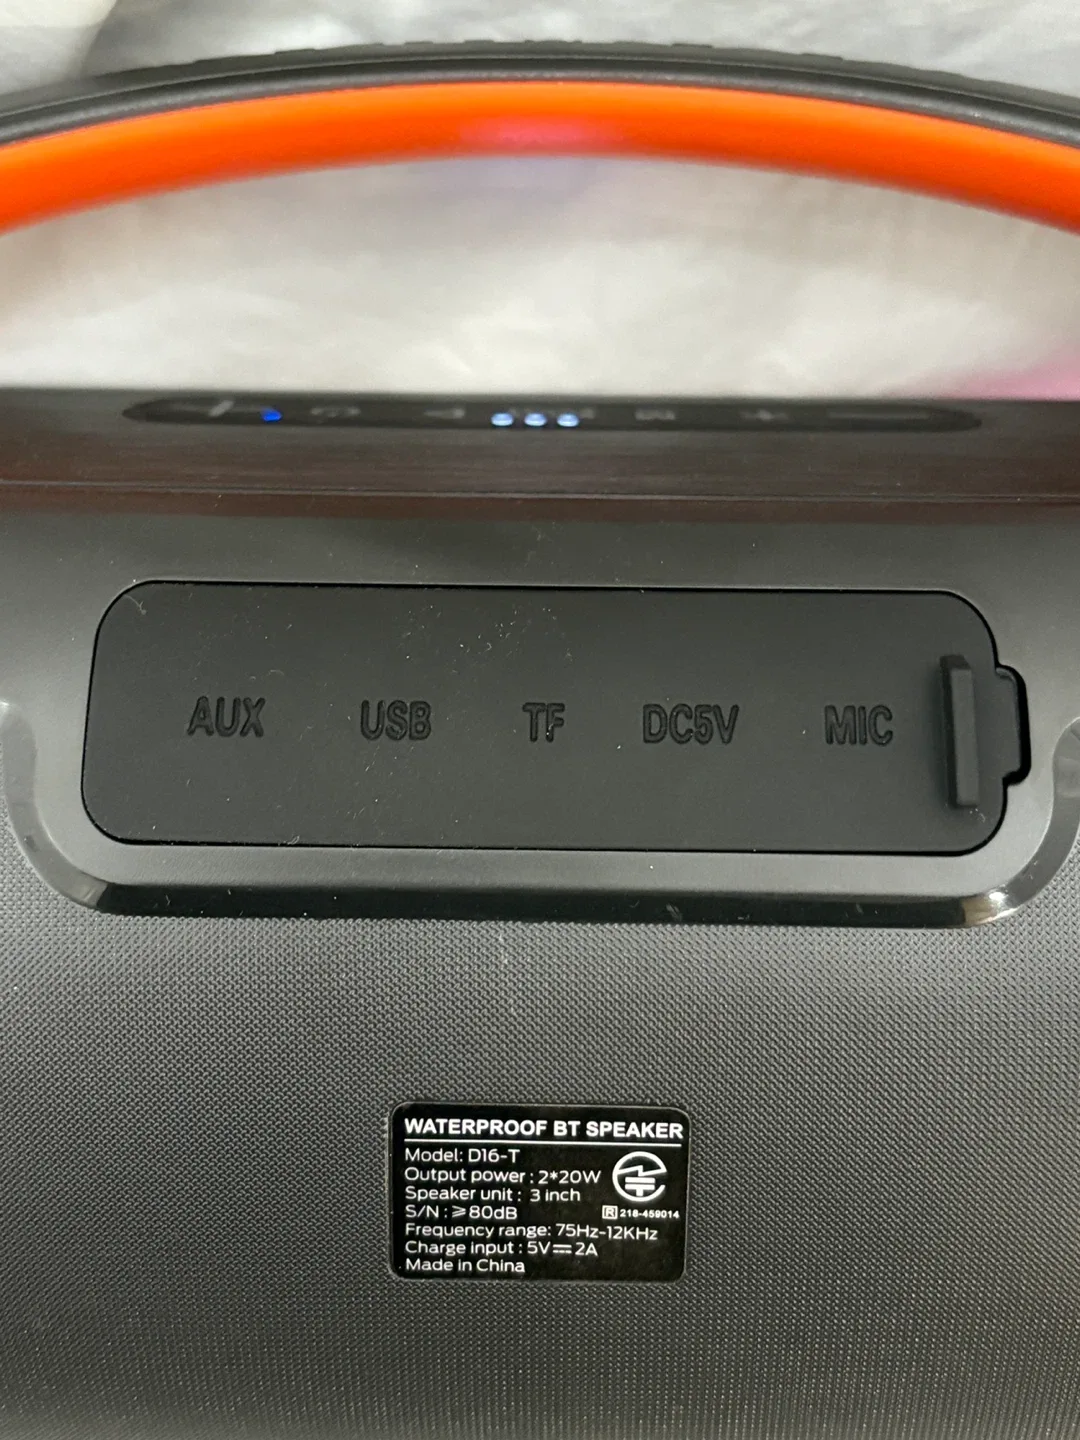 AUX USB TF DC5V MIC
WATERPROOF BT SPEAKER
Model: D16-T
Output power : 2*20W
Speaker unit : 3 inch
S/N : ≥80dB
R 218-459014
Frequency range: 75Hz-12KHz
Charge input : 5V⎓2A
Made in China